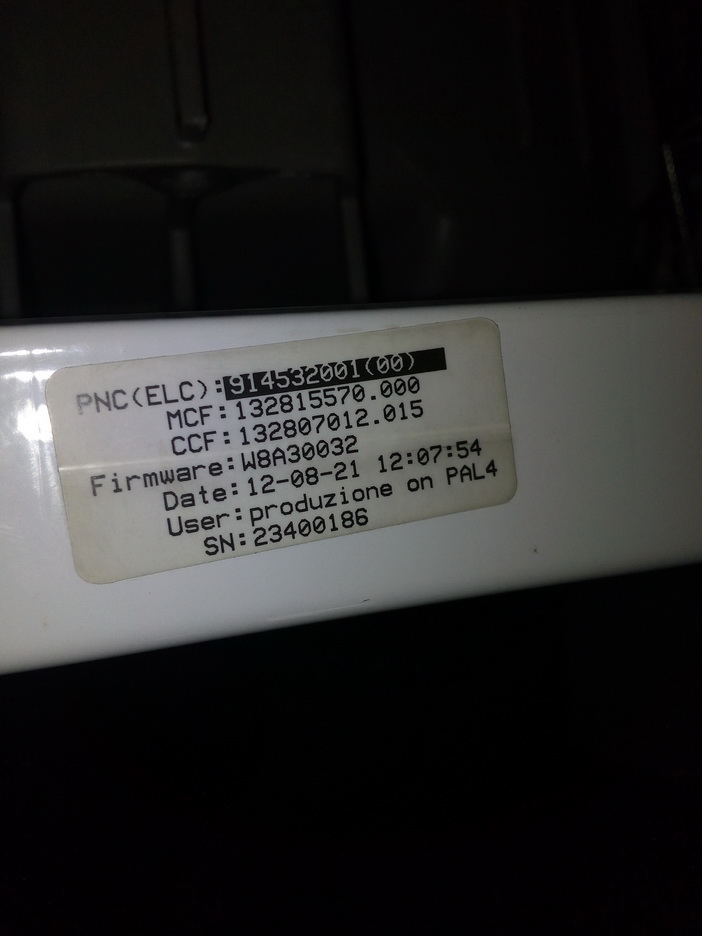 PNC(ELC):914532001(00)
MCF:132815570.000
CCF:132807012.015
Firmware:W8A30032
Date:12-08-21 12:07:54
User:produzione on PAL4
SN:23400186